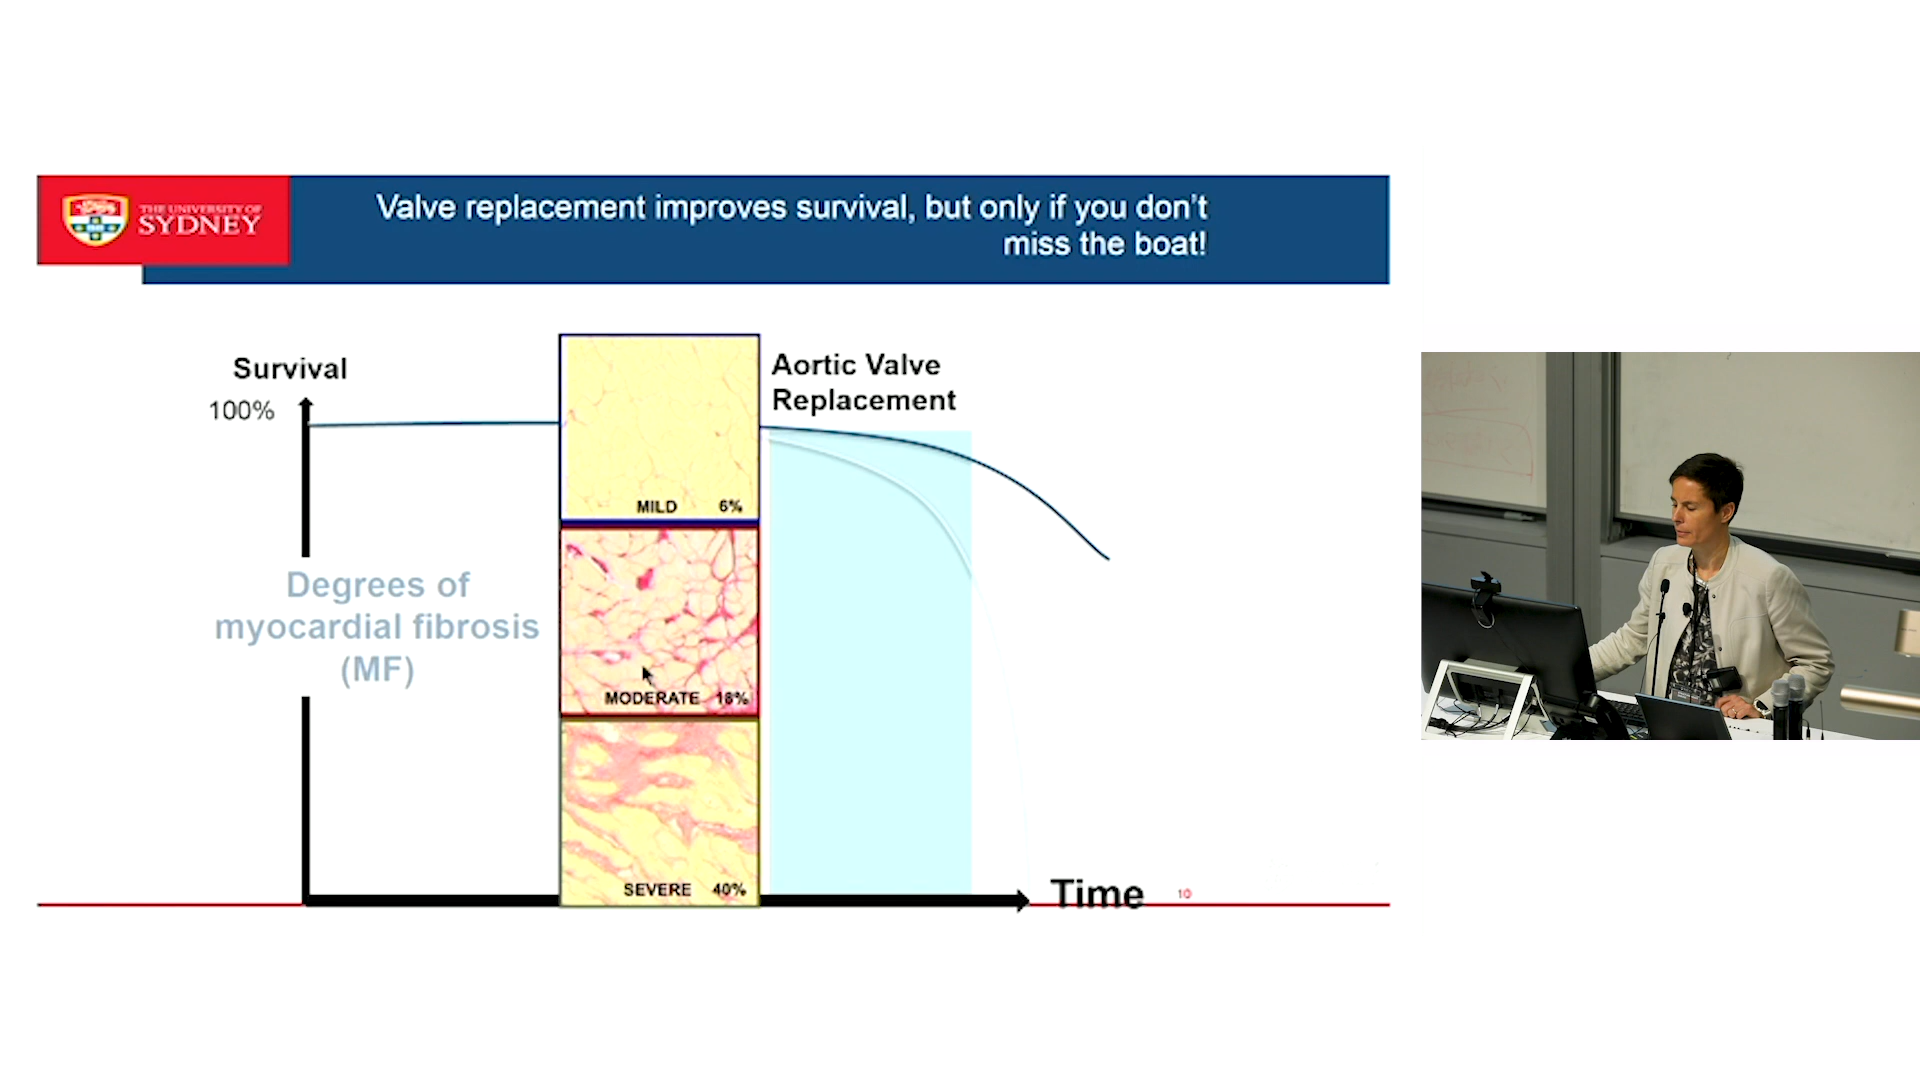 THE UNIVERSITY OF
SYDNEY
Valve replacement improves survival, but only if you don't
miss the boat!
Survival
100%
Aortic Valve
Replacement
MILD 6%
Degrees of
myocardial fibrosis
(MF)
MODERATE 18%
SEVERE 40%
Time
10